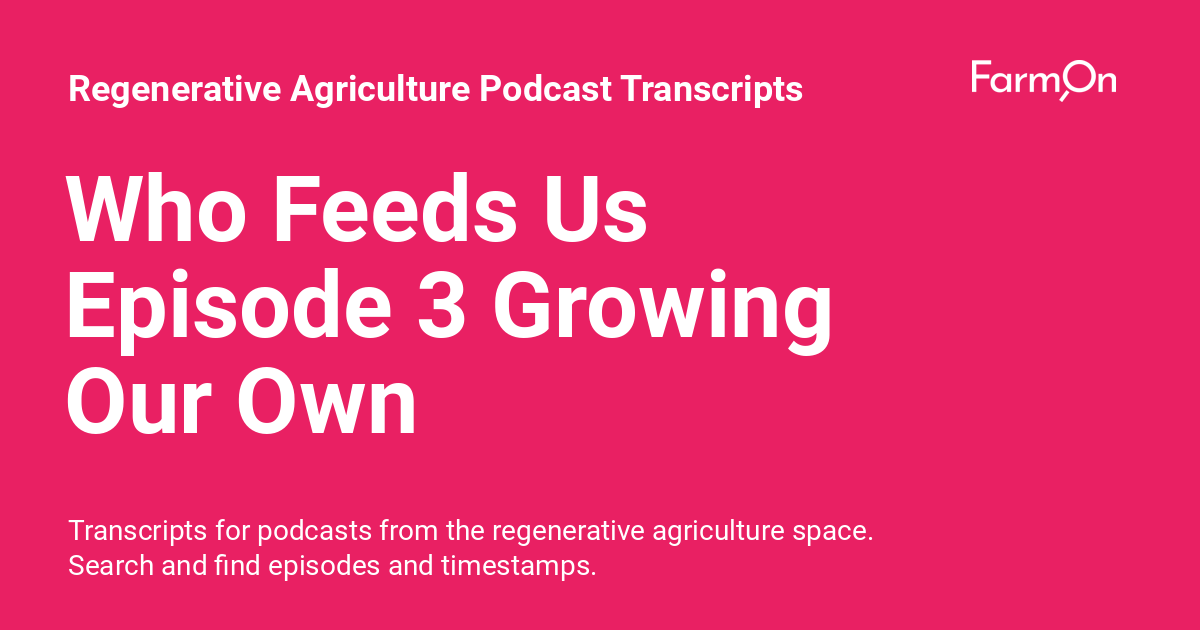 Regenerative Agriculture Podcast Transcripts
FarmOn
Who Feeds Us
Episode 3 Growing
Our Own
Transcripts for podcasts from the regenerative agriculture space.
Search and find episodes and timestamps.